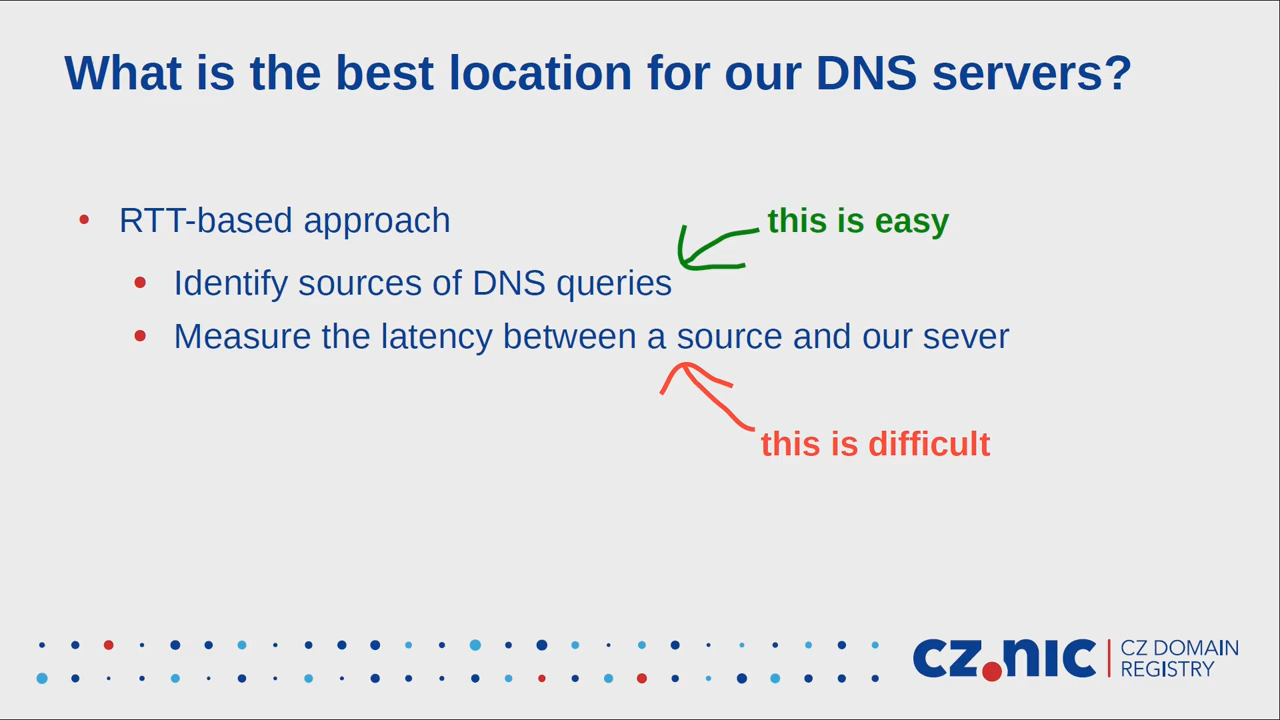 What is the best location for our DNS servers?
• RTT-based approach
this is easy
• Identify sources of DNS queries
• Measure the latency between a source and our sever
this is difficult
CZ.NIC | CZ DOMAIN
REGISTRY